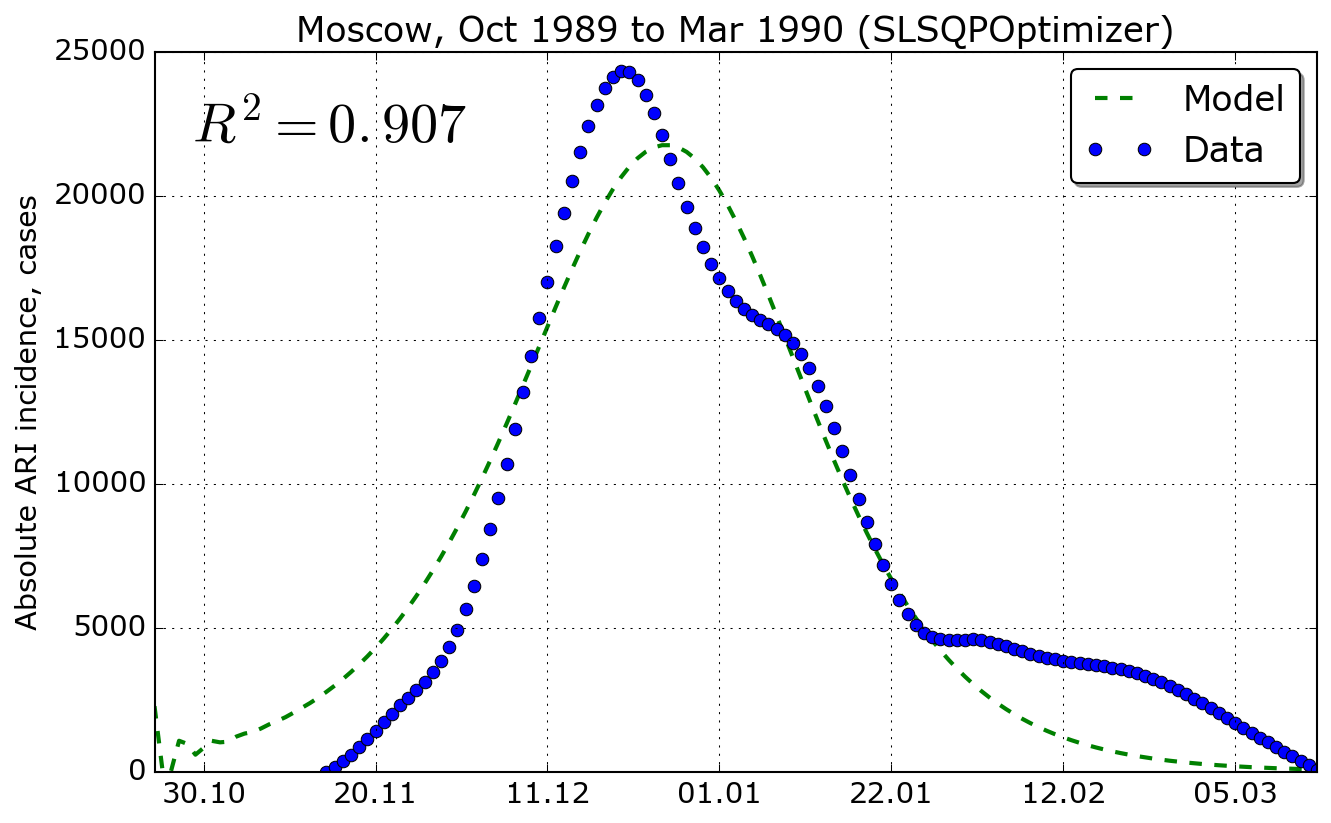 Moscow, Oct 1989 to Mar 1990 (SLSQPOptimizer)
R² = 0.907
Model
Data
Absolute ARI incidence, cases
25000
20000
15000
10000
5000
0
30.10 20.11 11.12 01.01 22.01 12.02 05.03